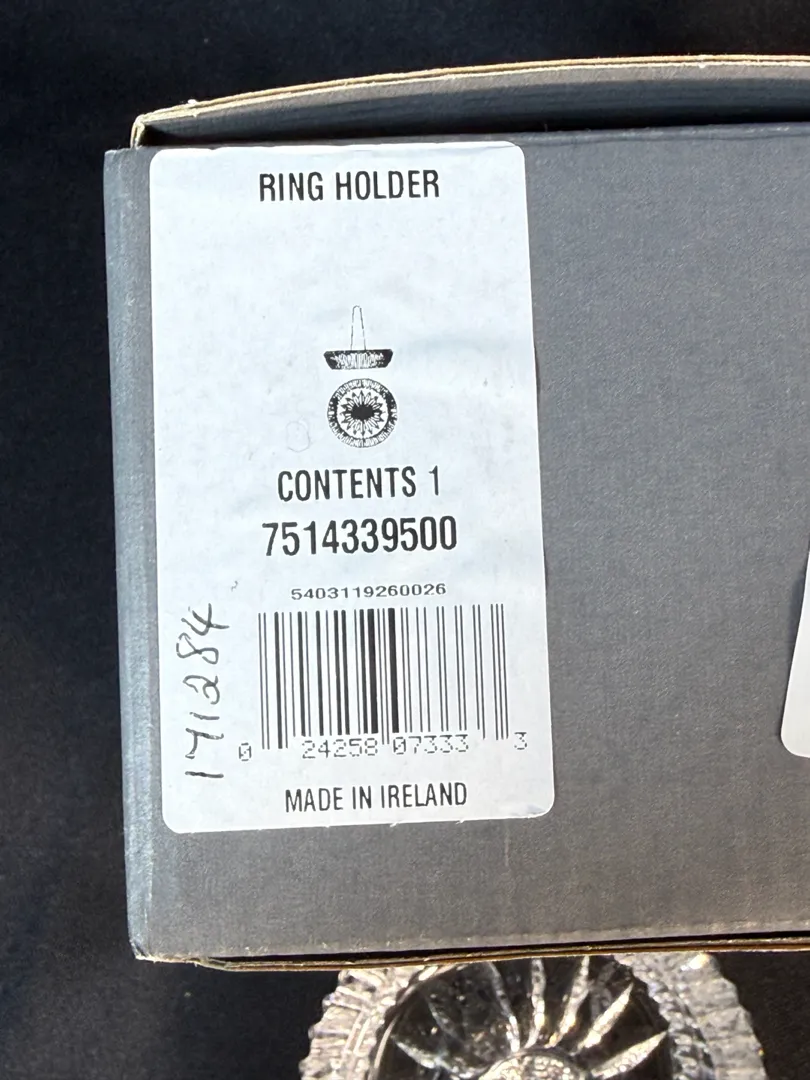 RING HOLDER
CONTENTS 1
7514339500
5403119260026
171284
0 24258 07333 3
MADE IN IRELAND